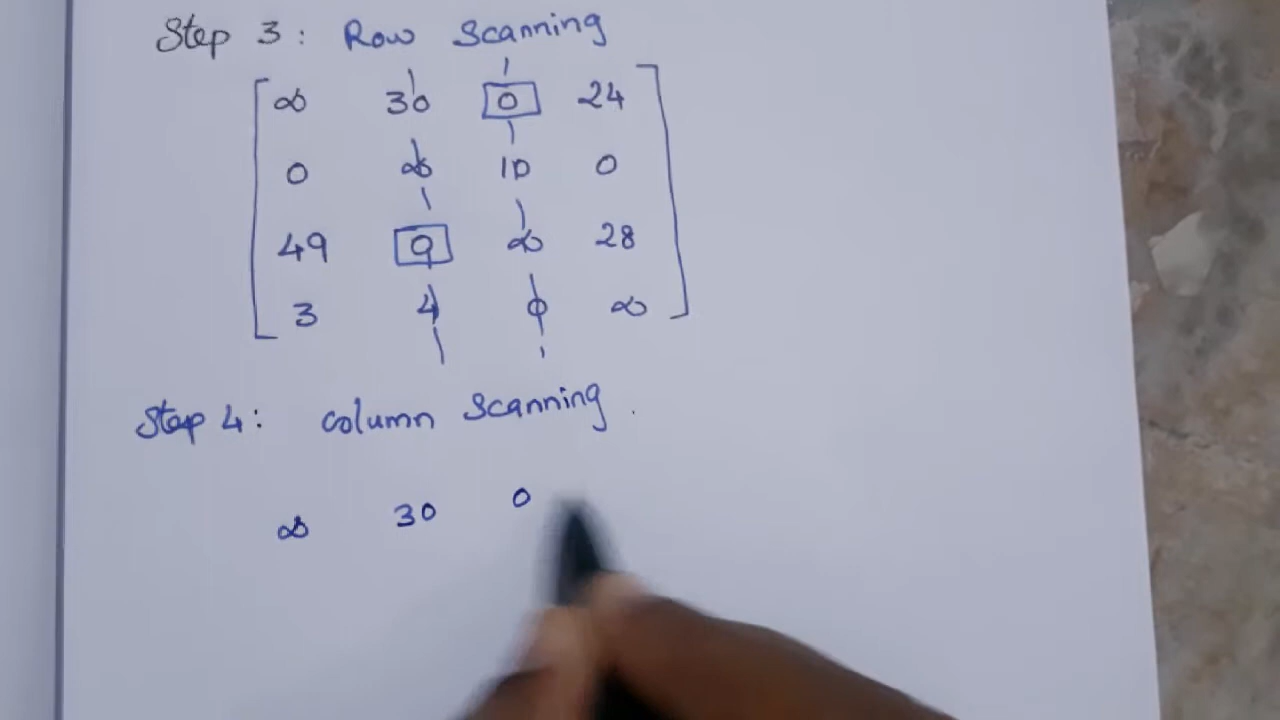 Step 3: Row Scanning
∞ 30 0 24
0 ∞ 10 0
49 0 ∞ 28
3 4 0 ∞
Step 4: column Scanning.
∞ 30 0